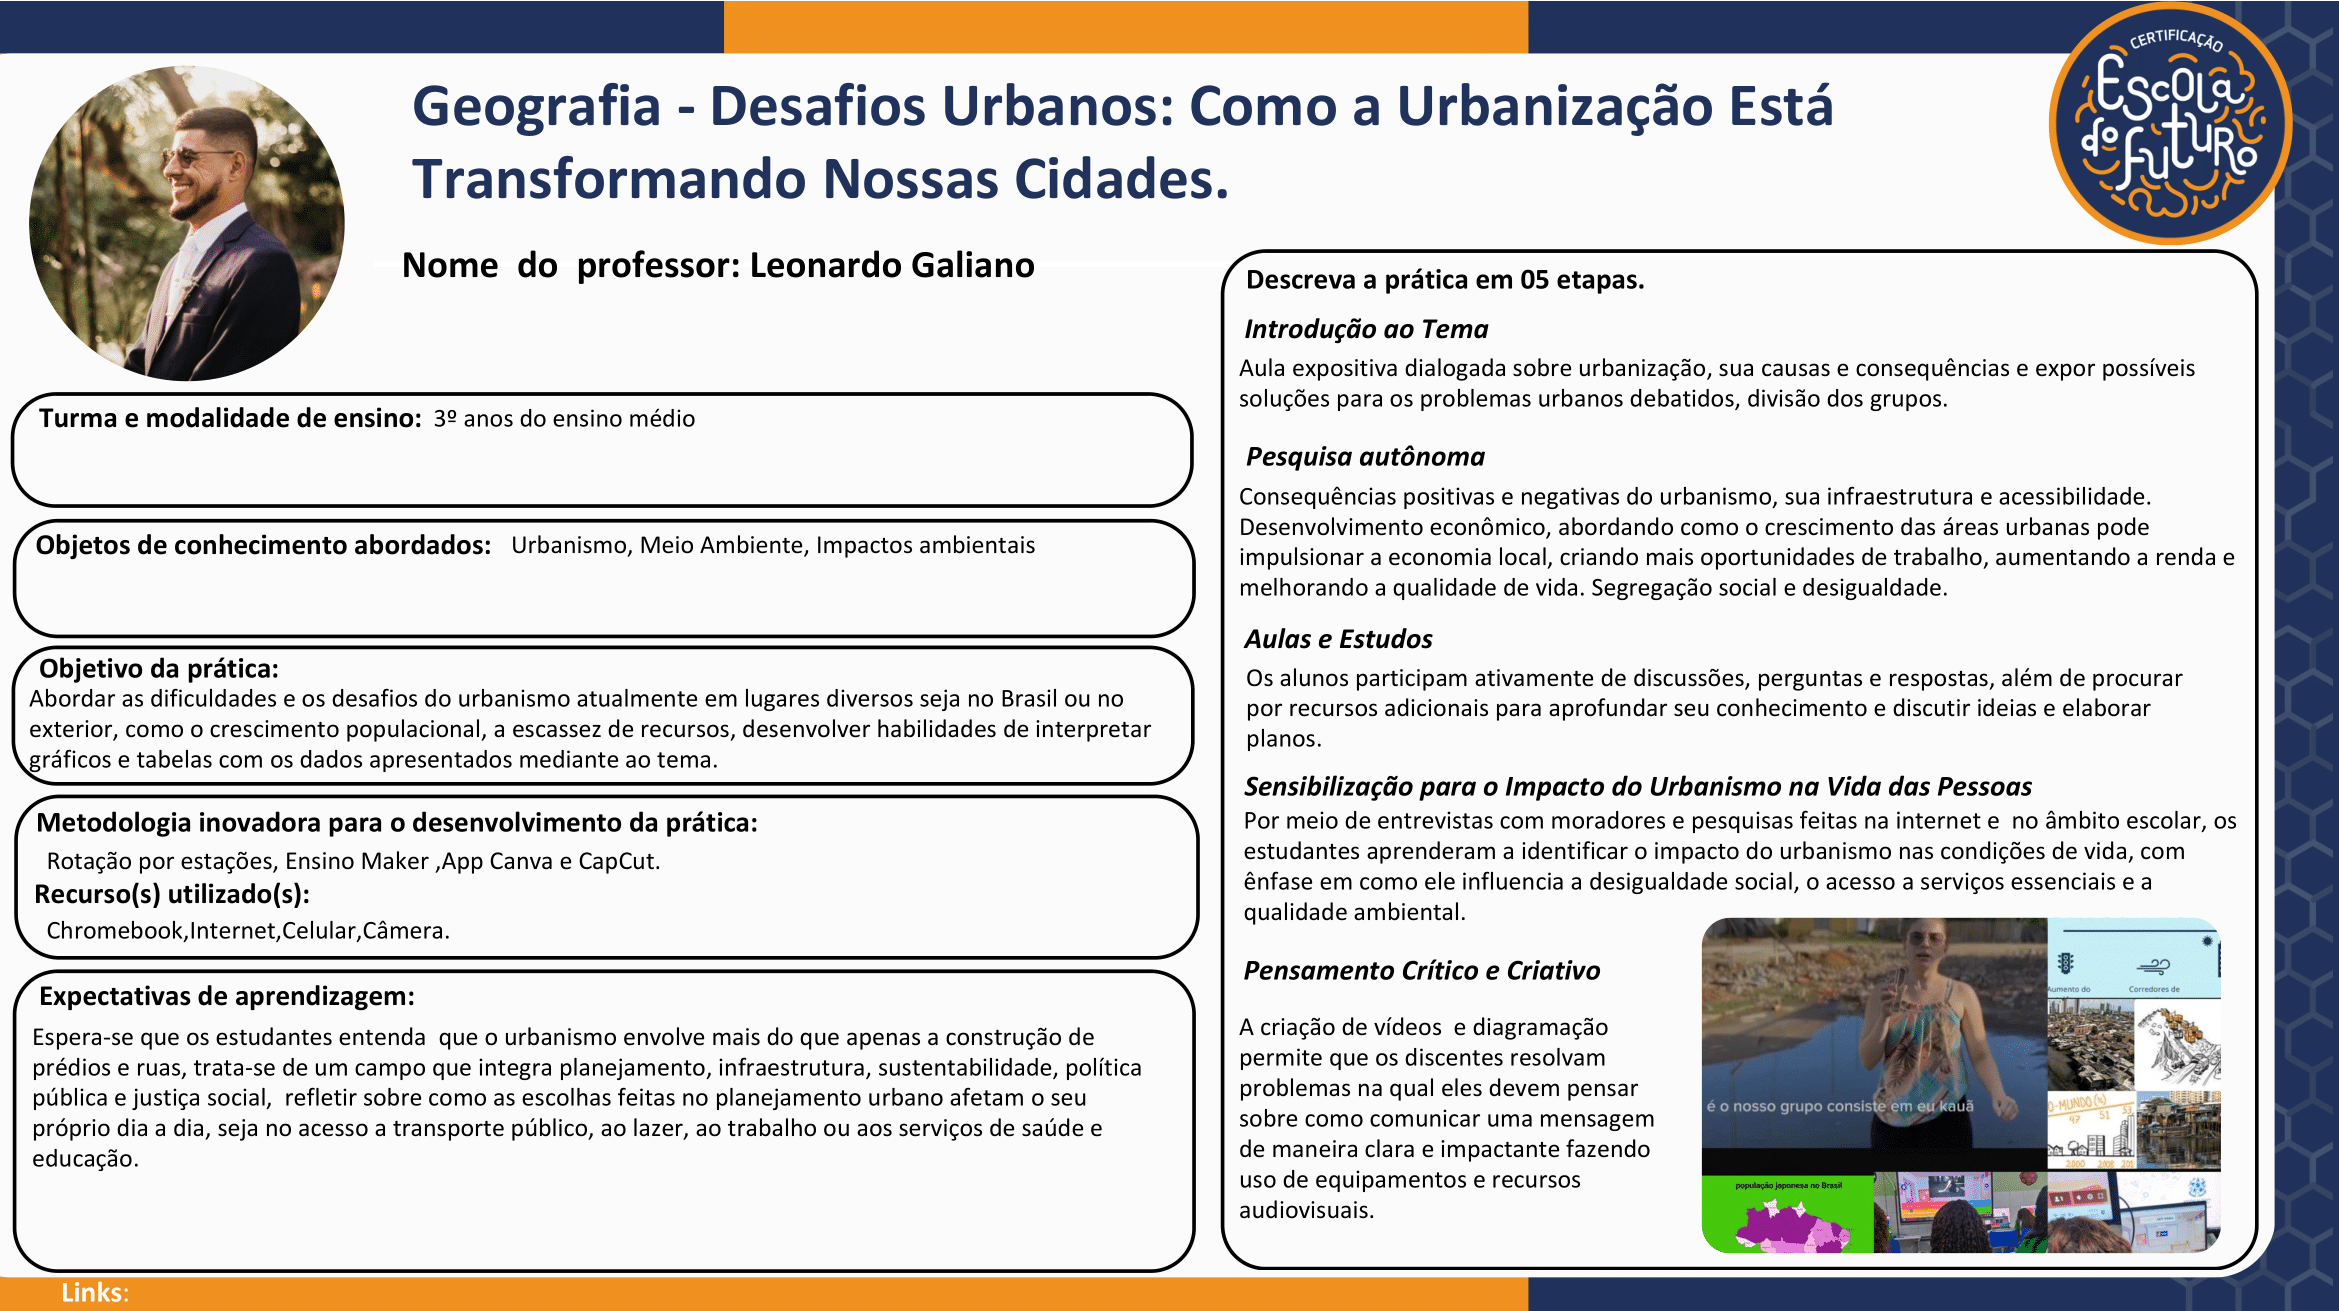 CERTIFICAÇÃO
ESCOLA
do
FUTURO
Geografia - Desafios Urbanos: Como a Urbanização Está
Transformando Nossas Cidades.
Nome do professor: Leonardo Galiano
Turma e modalidade de ensino: 3º anos do ensino médio
Objetos de conhecimento abordados: Urbanismo, Meio Ambiente, Impactos ambientais
Objetivo da prática:
Abordar as dificuldades e os desafios do urbanismo atualmente em lugares diversos seja no Brasil ou no
exterior, como o crescimento populacional, a escassez de recursos, desenvolver habilidades de interpretar
gráficos e tabelas com os dados apresentados mediante ao tema.
Metodologia inovadora para o desenvolvimento da prática:
Rotação por estações, Ensino Maker ,App Canva e CapCut.
Recurso(s) utilizado(s):
Chromebook,Internet,Celular,Câmera.
Expectativas de aprendizagem:
Espera-se que os estudantes entenda que o urbanismo envolve mais do que apenas a construção de
prédios e ruas, trata-se de um campo que integra planejamento, infraestrutura, sustentabilidade, política
pública e justiça social, refletir sobre como as escolhas feitas no planejamento urbano afetam o seu
próprio dia a dia, seja no acesso a transporte público, ao lazer, ao trabalho ou aos serviços de saúde e
educação.
Descreva a prática em 05 etapas.
Introdução ao Tema
Aula expositiva dialogada sobre urbanização, sua causas e consequências e expor possíveis
soluções para os problemas urbanos debatidos, divisão dos grupos.
Pesquisa autônoma
Consequências positivas e negativas do urbanismo, sua infraestrutura e acessibilidade.
Desenvolvimento econômico, abordando como o crescimento das áreas urbanas pode
impulsionar a economia local, criando mais oportunidades de trabalho, aumentando a renda e
melhorando a qualidade de vida. Segregação social e desigualdade.
Aulas e Estudos
Os alunos participam ativamente de discussões, perguntas e respostas, além de procurar
por recursos adicionais para aprofundar seu conhecimento e discutir ideias e elaborar
planos.
Sensibilização para o Impacto do Urbanismo na Vida das Pessoas
Por meio de entrevistas com moradores e pesquisas feitas na internet e no âmbito escolar, os
estudantes aprenderam a identificar o impacto do urbanismo nas condições de vida, com
ênfase em como ele influencia a desigualdade social, o acesso a serviços essenciais e a
qualidade ambiental.
Pensamento Crítico e Criativo
A criação de vídeos e diagramação
permite que os discentes resolvam
problemas na qual eles devem pensar
sobre como comunicar uma mensagem
de maneira clara e impactante fazendo
uso de equipamentos e recursos
audiovisuais.
Aumento do
Corredores de
é o nosso grupo consiste em eu kauã
O-MUNDO (%)
47 51 53
2000 2008 201
população japonesa no Brasil
Links: